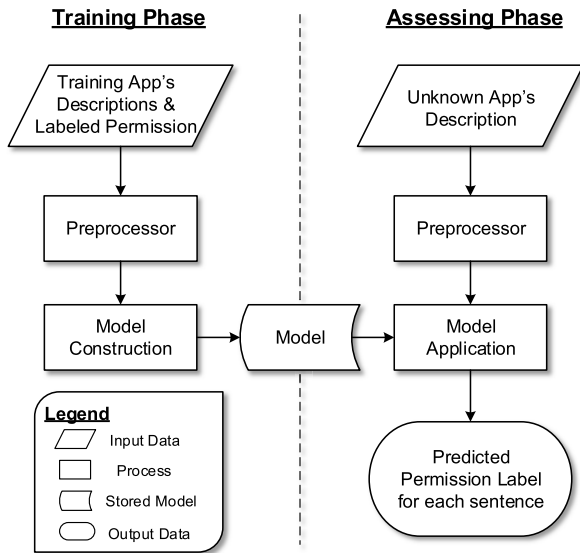 Training Phase
Training App's
Descriptions &
Labeled Permission
Preprocessor
Model
Construction
Model
Assessing Phase
Unknown App's
Description
Preprocessor
Model
Application
Predicted
Permission Label
for each sentence
Legend
Input Data
Process
Stored Model
Output Data